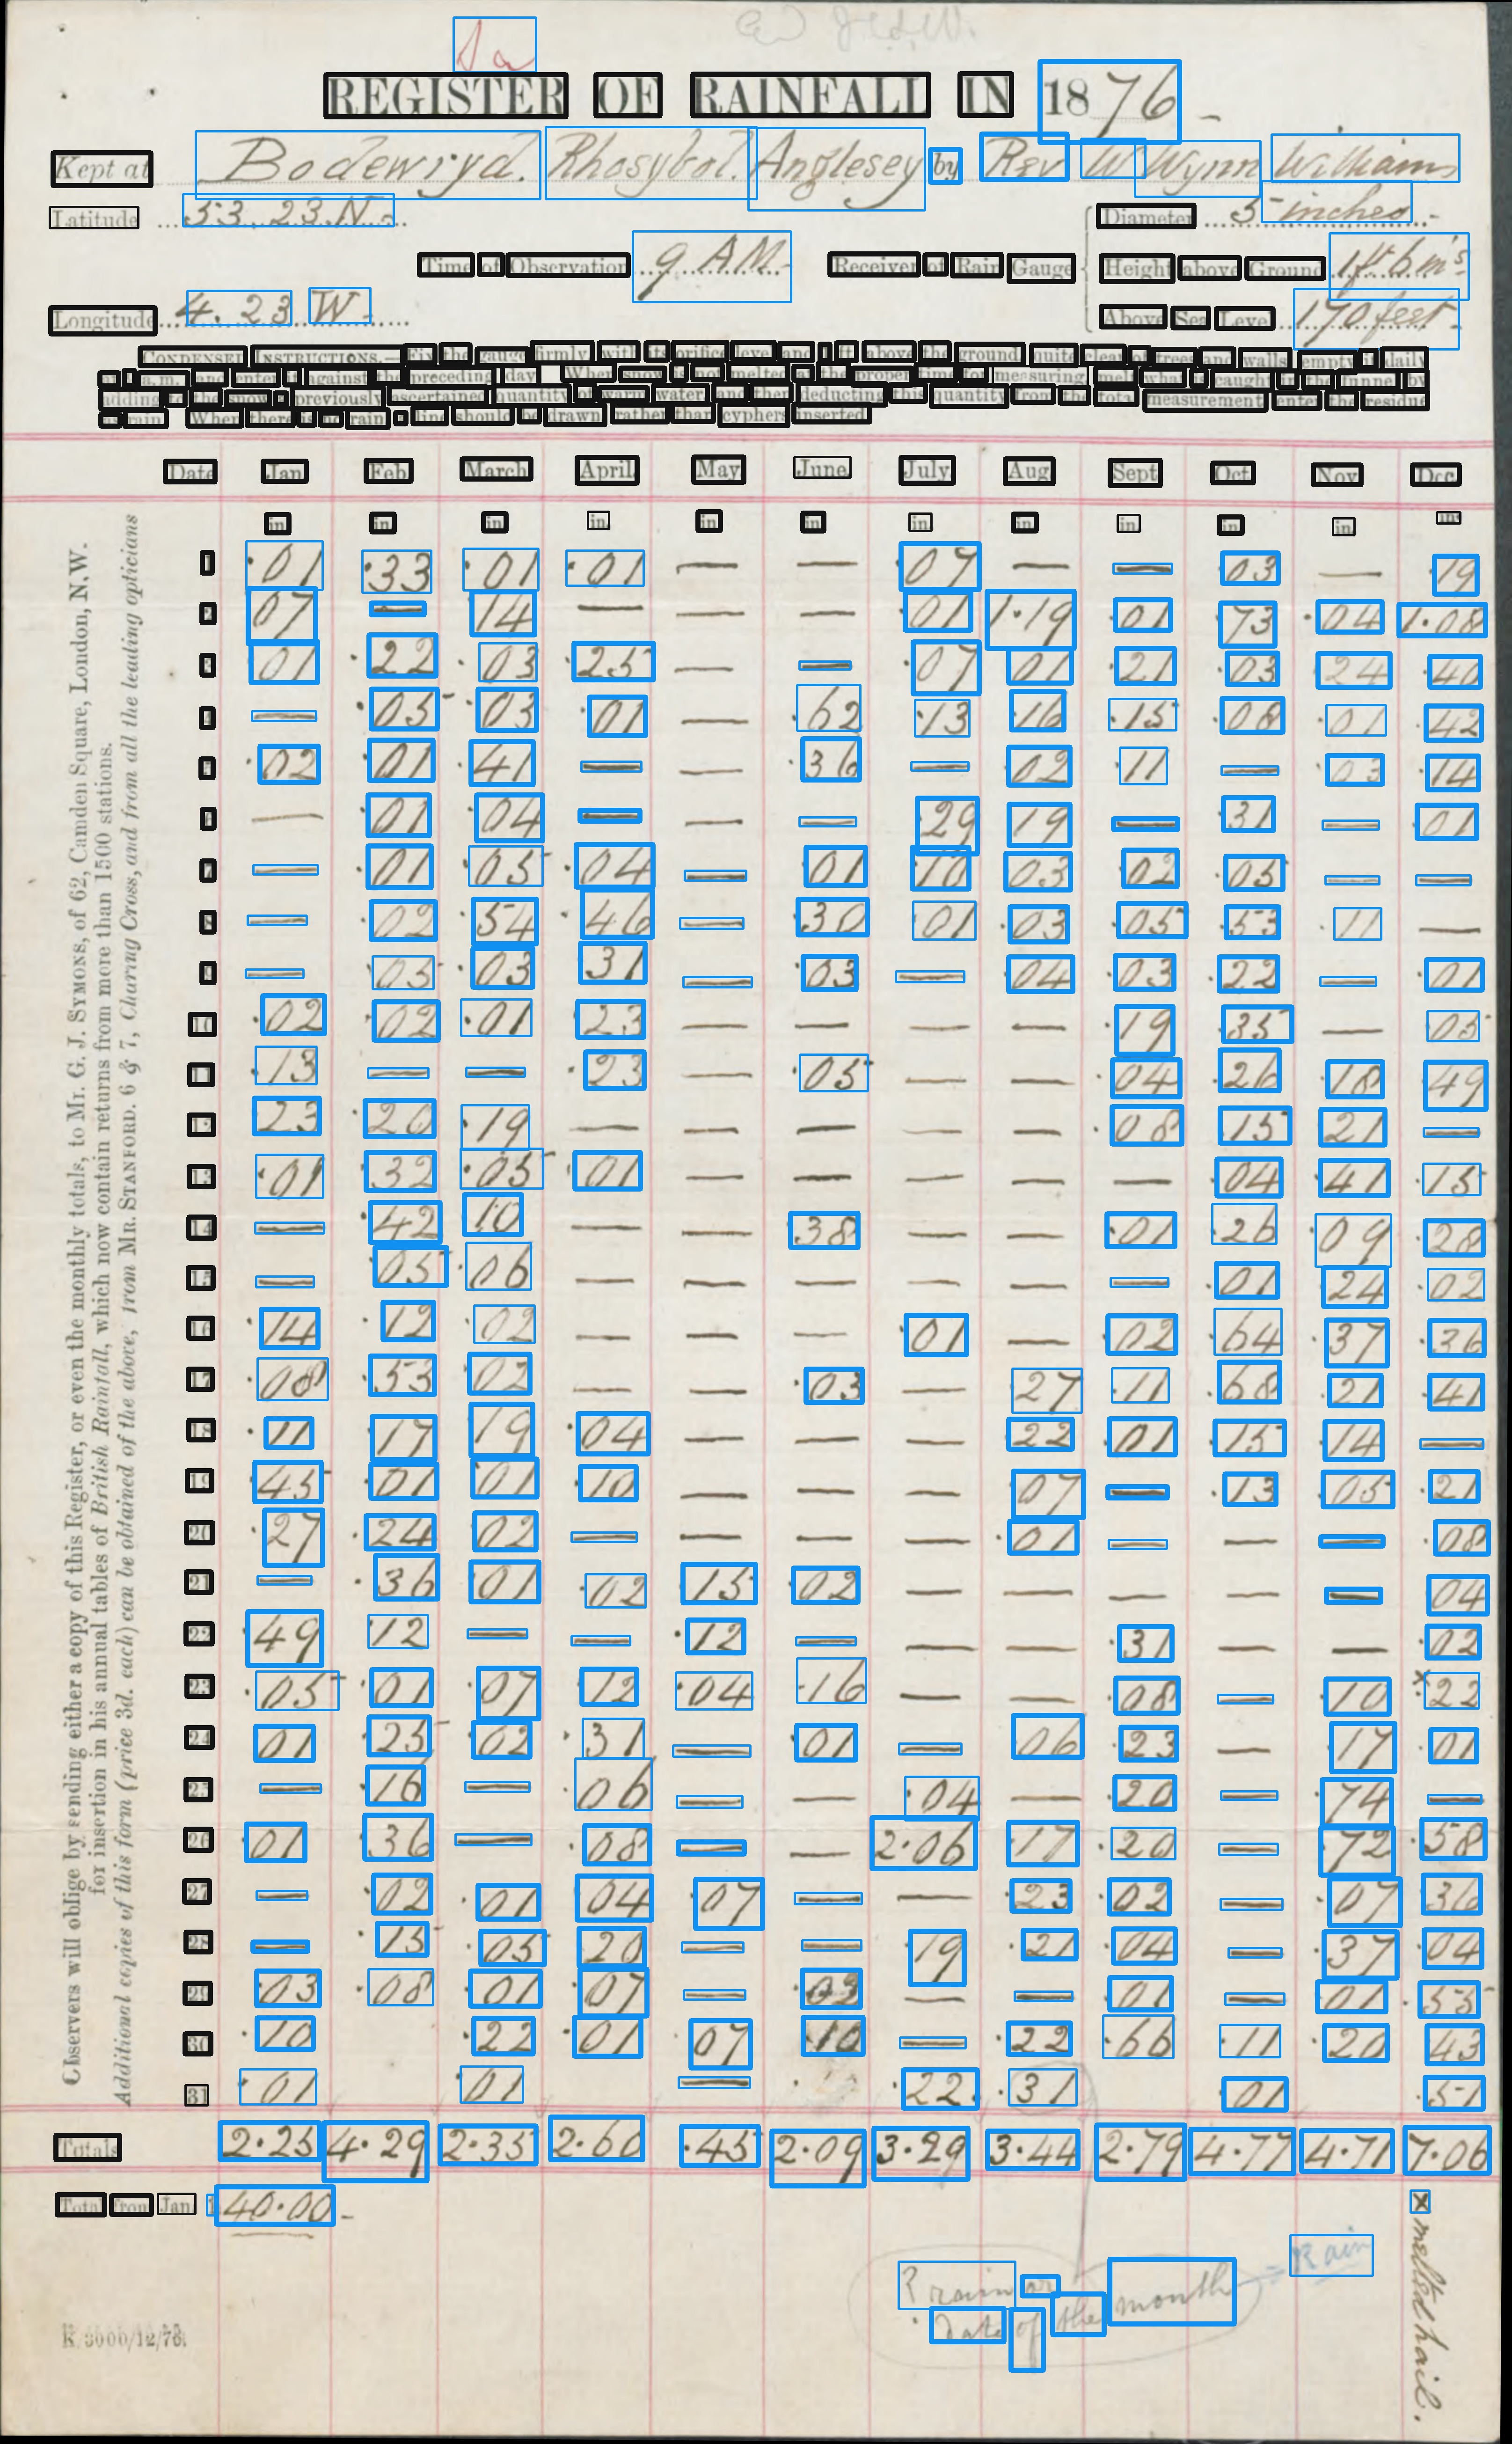 REGISTER OF RAINFALL IN 1876
Kept at Bodewryd. Rhosybol. Anglesey by Rev W Wynn Williams
Latitude 53. 23 N.
Diameter 5 inches
Time of Observation 9 A.M. Receiver of Rain Gauge
Height above Ground 1 ft 6 ins
Longitude 4. 23 W.
Above Sea Level 170 feet
CONDENSED INSTRUCTIONS.—Fix the gauge firmly with its orifice level and 1 ft above the ground quite clear of trees and walls empty it daily
at 9 a.m. and enter it against the preceding day When snow is not melted at the proper time for measuring melt what is caught in the funnel by
adding to the snow a previously ascertained quantity of warm water and then deducting this quantity from the total measurement enter the residue
as rain When there is no rain a line should be drawn rather than cyphers inserted
Date Jan Feb March April May June July Aug Sept Oct Nov Dec
in in in in in in in in in in in in
1 ·01 ·33 ·01 ·01 — — ·07 — — ·03 — ·19
2 ·07 — ·14 — — — ·01 1·19 ·01 ·73 ·04 1·08
3 ·01 ·22 ·03 ·25 — — ·07 ·01 ·21 ·03 ·24 ·40
4 — ·05 ·03 ·01 — ·62 ·13 ·16 ·15 ·08 ·01 ·42
5 ·02 ·01 ·41 — — ·36 — ·02 ·11 — ·03 ·14
6 — ·01 ·04 — — — ·29 ·19 — ·31 — ·01
7 — ·01 ·05 ·04 — ·01 ·10 ·03 ·02 ·05 — —
8 — ·02 ·54 ·46 — ·30 ·01 ·03 ·05 ·53 ·11 —
9 — ·05 ·03 ·31 — ·03 — ·04 ·03 ·22 — ·01
10 ·02 ·02 ·01 ·23 — — — — ·19 ·35 — ·05
11 ·13 — — ·23 — ·05 — — ·04 ·26 ·18 ·49
12 ·23 ·20 ·19 — — — — — ·08 ·15 ·21 —
13 ·01 ·32 ·05 ·01 — — — — — ·04 ·41 ·15
14 — ·42 ·10 — — ·38 — — ·01 ·26 ·09 ·28
15 — ·05 ·06 — — — — — — ·01 ·24 ·02
16 ·14 ·12 ·02 — — — ·01 — ·02 ·64 ·37 ·36
17 ·08 ·53 ·02 — — ·03 — ·27 ·11 ·68 ·21 ·41
18 ·11 ·17 ·19 ·04 — — — ·22 ·01 ·15 ·14 —
19 ·45 ·01 ·01 ·10 — — — ·07 — ·13 ·05 ·21
20 ·27 ·24 ·02 — — — — ·01 — — — ·08
21 — ·36 ·01 ·02 ·15 ·02 — — — — — ·04
22 ·49 ·12 — — ·12 — — — ·31 — — ·02
23 ·05 ·01 ·07 ·12 ·04 ·16 — — ·08 — ·10 ×·22
24 ·01 ·25 ·02 ·31 — ·01 — ·06 ·23 — ·17 ·01
25 — ·16 — ·06 — — ·04 — ·20 — ·74 —
26 ·01 ·36 — ·08 — — 2·06 ·17 ·20 — ·72 ·58
27 — ·02 ·01 ·04 ·07 — — ·23 ·02 — ·07 ·36
28 — ·15 ·05 ·20 — — ·19 ·21 ·04 — ·37 ·04
29 ·03 ·08 ·01 ·07 — ·02 — — ·01 — ·01 ·55
30 ·10 ·22 ·01 ·07 ·10 — ·22 ·66 ·11 ·20 ·43
31 ·01 ·01 — ·22 ·31 ·01 ·51
Totals 2·25 4·29 2·35 2·60 ·45 2·09 3·29 3·44 2·79 4·77 4·71 7·06
Total from Jan. 1 40·00
× melted hail.
? rain or = Rain
date of the month
Observers will oblige by sending either a copy of this Register, or even the monthly totals, to Mr. G. J. SYMONS, of 62, Camden Square, London, N.W.
for insertion in his annual tables of British Rainfall, which now contain returns from more than 1500 stations.
Additional copies of this form (price 3d. each) can be obtained of the above, from Mr. STANFORD. 6 & 7, Charing Cross, and from all the leading opticians